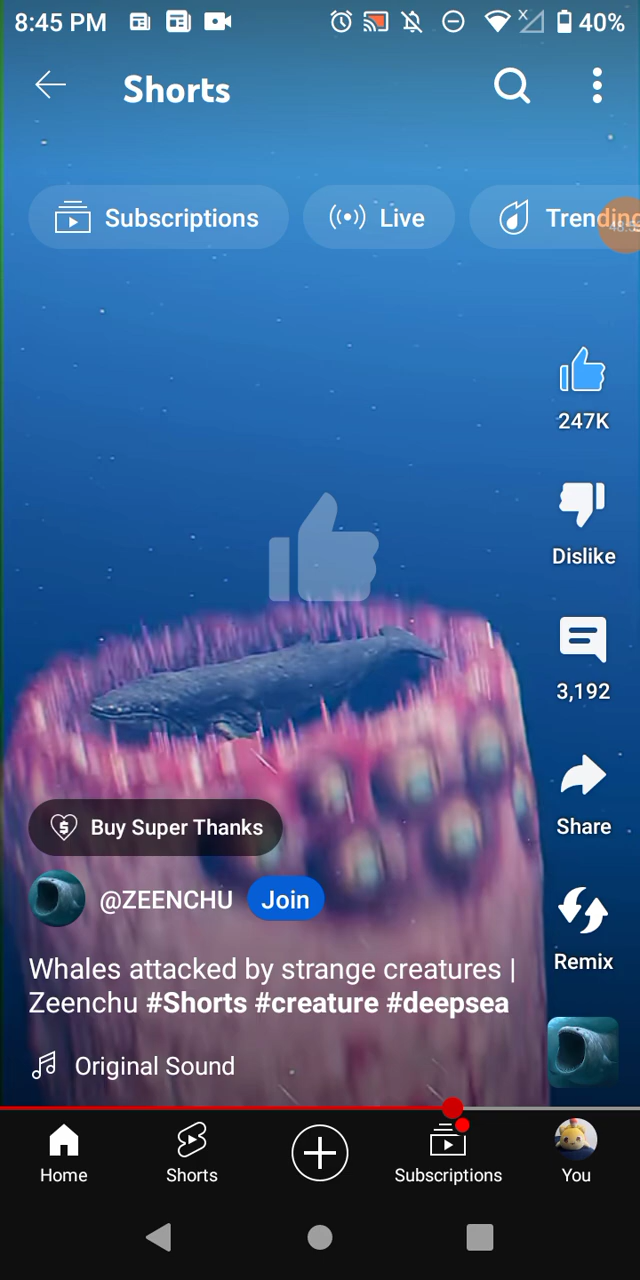 8:45 PM
40%
Shorts
Subscriptions
Live
Trending
247K
Dislike
3,192
Share
Buy Super Thanks
@ZEENCHU
Join
Remix
Whales attacked by strange creatures |
Zeenchu #Shorts #creature #deepsea
Original Sound
Home
Shorts
Subscriptions
You